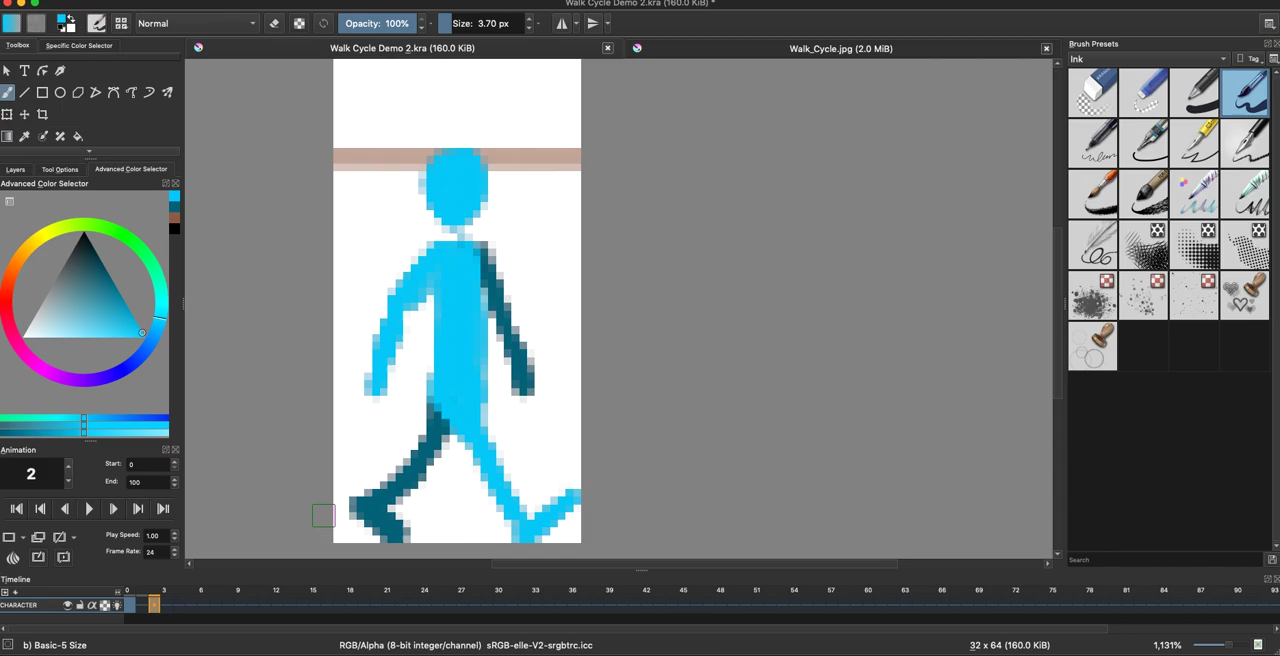 Walk Cycle Demo 2.kra (160.0 KiB) *
Normal
Opacity: 100%
Size: 3.70 px
Toolbox
Specific Color Selector
Walk Cycle Demo 2.kra (160.0 KiB)
Walk_Cycle.jpg (2.0 MiB)
Brush Presets
Ink
Tag
T
Layers
Tool Options
Advanced Color Selector
Advanced Color Selector
Animation
2
Start: 0
End: 100
Play Speed: 1.00
Frame Rate: 24
Search
Timeline
0 3 6 9 12 15 18 21 24 27 30 33 36 39 42 45 48 51 54 57 60 63 66 69 72 75 78 81 84 87 90 93
CHARACTER
b) Basic-5 Size
RGB/Alpha (8-bit integer/channel) sRGB-elle-V2-srgbtrc.icc
32 x 64 (160.0 KiB)
1,131%